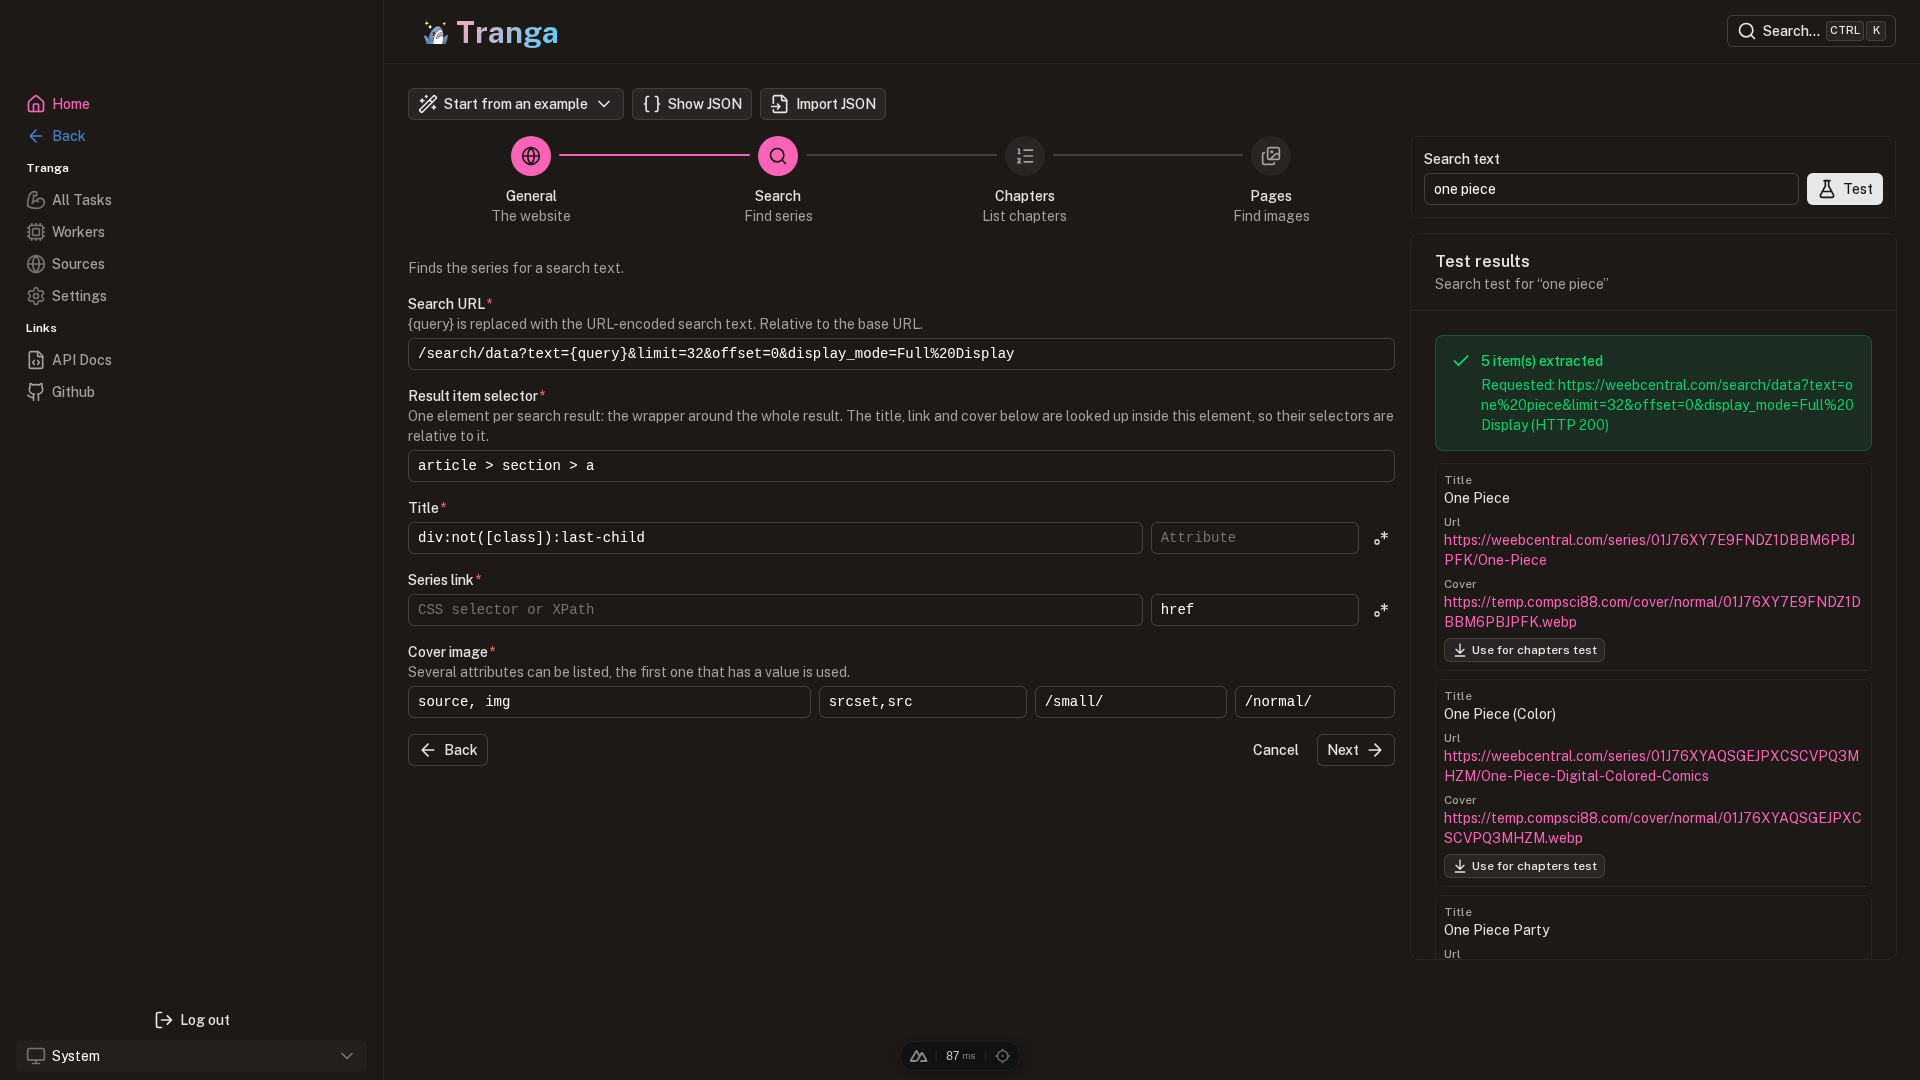 Tranga
Search... CTRL K
Home
Back
Tranga
All Tasks
Workers
Sources
Settings
Links
API Docs
Github
Log out
System
Start from an example
Show JSON
Import JSON
General
The website
Search
Find series
Chapters
List chapters
Pages
Find images
Finds the series for a search text.
Search URL*
{query} is replaced with the URL-encoded search text. Relative to the base URL.
/search/data?text={query}&limit=32&offset=0&display_mode=Full%20Display
Result item selector*
One element per search result: the wrapper around the whole result. The title, link and cover below are looked up inside this element, so their selectors are
relative to it.
article > section > a
Title*
div:not([class]):last-child
Attribute
.*
Series link*
CSS selector or XPath
href
.*
Cover image*
Several attributes can be listed, the first one that has a value is used.
source, img
srcset,src
/small/
/normal/
Back
Cancel
Next
Search text
one piece
Test
Test results
Search test for “one piece”
5 item(s) extracted
Requested: https://weebcentral.com/search/data?text=o
ne%20piece&limit=32&offset=0&display_mode=Full%20
Display (HTTP 200)
Title
One Piece
Url
https://weebcentral.com/series/01J76XY7E9FNDZ1DBBM6PBJ
PFK/One-Piece
Cover
https://temp.compsci88.com/cover/normal/01J76XY7E9FNDZ1D
BBM6PBJPFK.webp
Use for chapters test
Title
One Piece (Color)
Url
https://weebcentral.com/series/01J76XYAQSGEJPXCSCVPQ3M
HZM/One-Piece-Digital-Colored-Comics
Cover
https://temp.compsci88.com/cover/normal/01J76XYAQSGEJPXC
SCVPQ3MHZM.webp
Use for chapters test
Title
One Piece Party
Url
87 ms